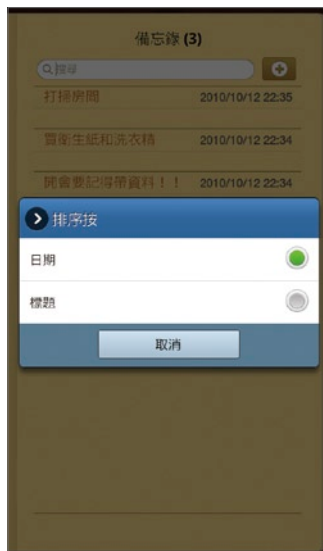 備忘錄 (3)
搜尋
打掃房間 2010/10/12 22:35
買衛生紙和洗衣精 2010/10/12 22:34
開會要記得帶資料！！ 2010/10/12 22:34
排序按
日期
標題
取消